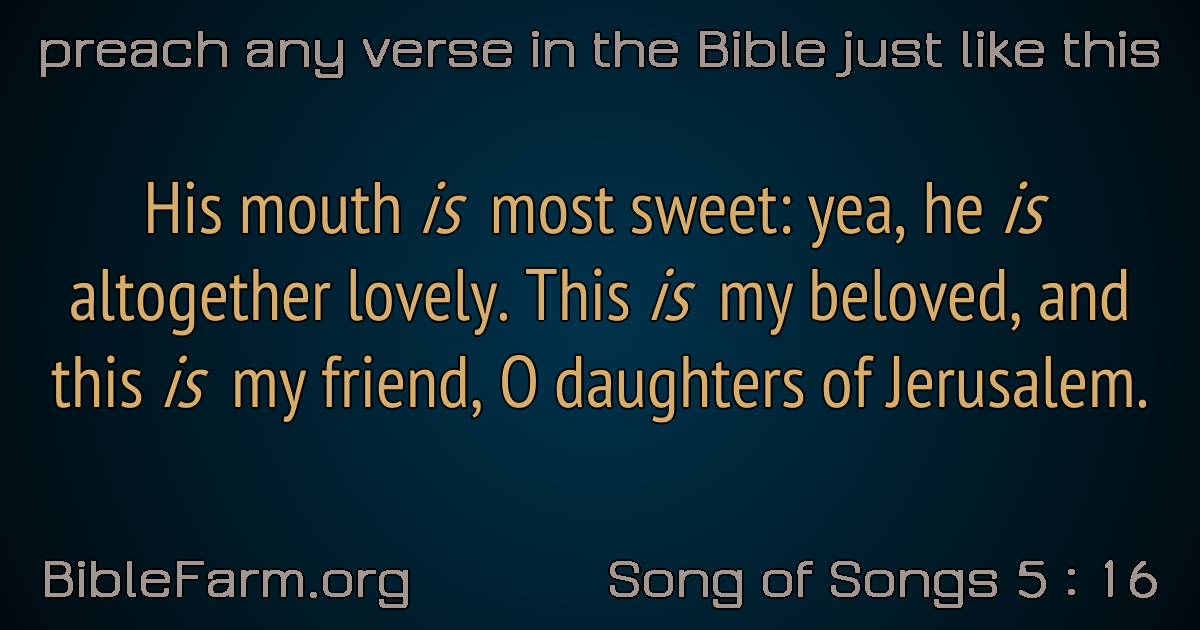 preach any verse in the Bible just like this
His mouth is most sweet: yea, he is
altogether lovely. This is my beloved, and
this is my friend, O daughters of Jerusalem.
BibleFarm.org
Song of Songs 5 : 16